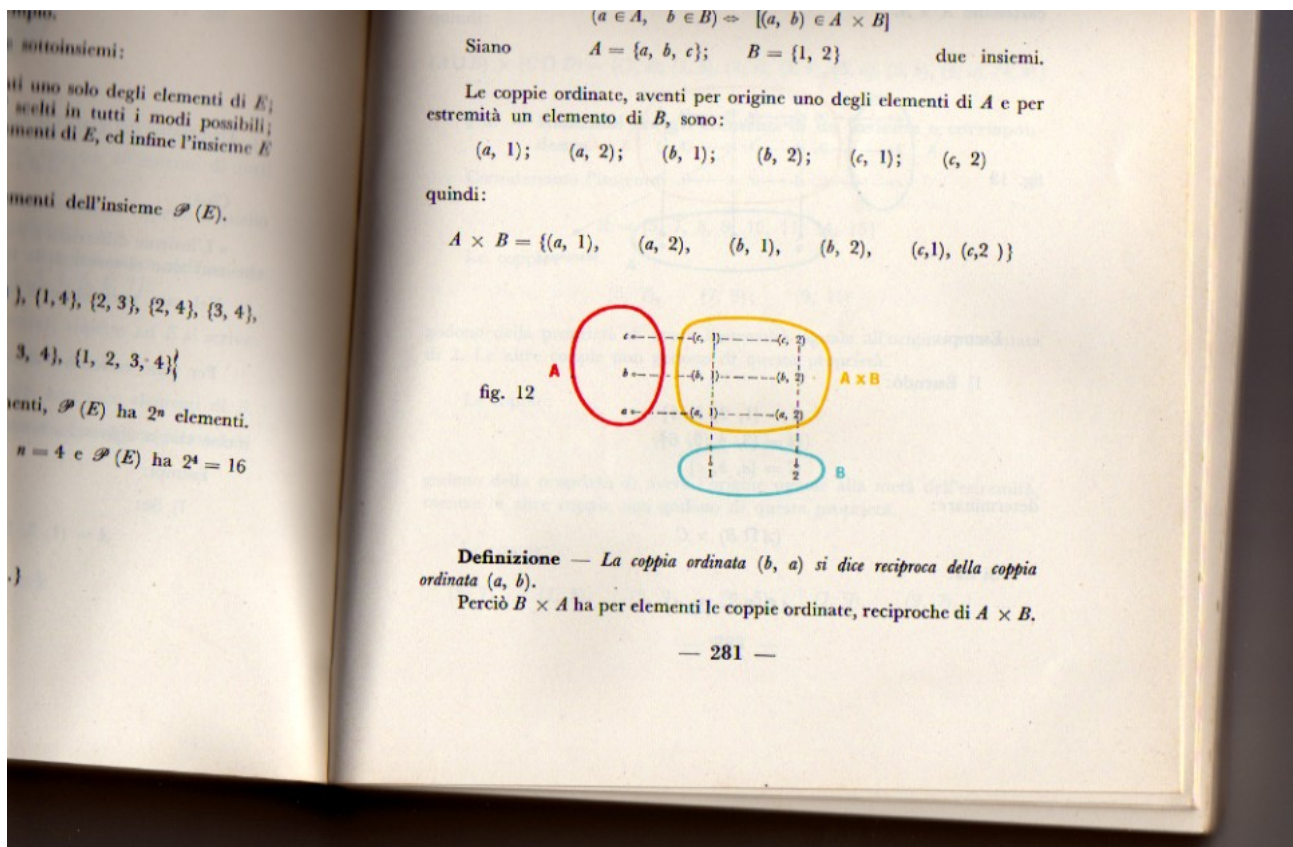 sottoinsiemi:
uno solo degli elementi di E;
scelti in tutti i modi possibili;
menti di E, ed infine l'insieme E
menti dell'insieme 𝒫 (E).
}, {1,4}, {2, 3}, {2, 4}, {3, 4},
3, 4}, {1, 2, 3, 4}}
enti, 𝒫 (E) ha 2ⁿ elementi.
n = 4 e 𝒫 (E) ha 2⁴ = 16
.}
(a ∈ A, b ∈ B) ⇔ [(a, b) ∈ A × B]
Siano A = {a, b, c}; B = {1, 2} due insiemi.
Le coppie ordinate, aventi per origine uno degli elementi di A e per
estremità un elemento di B, sono:
(a, 1); (a, 2); (b, 1); (b, 2); (c, 1); (c, 2)
quindi:
A × B = {(a, 1), (a, 2), (b, 1), (b, 2), (c,1), (c,2 )}
c (c, 1) (c, 2)
A b (b, 1) (b, 2) A x B
fig. 12
a (a, 1) (a, 2)
1 2 B
Definizione — La coppia ordinata (b, a) si dice reciproca della coppia
ordinata (a, b).
Perciò B × A ha per elementi le coppie ordinate, reciproche di A × B.
— 281 —